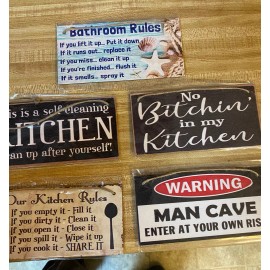 Bathroom Rules
If you lift it up.. Put it down
If it runs out.. replace it
If you miss.. clean it up
If you're finished.. flush it
If it smells.. spray it
is is a self-cleaning
KITCHEN
ean up after yourself!
No
Bitchin'
in my
Kitchen
Our Kitchen Rules
If you empty it - Fill it
If you dirty it - Clean it
If you open it - Close it
If you spill it - Wipe it up
If you cook it - SHARE IT
WARNING
MAN CAVE
ENTER AT YOUR OWN RIS